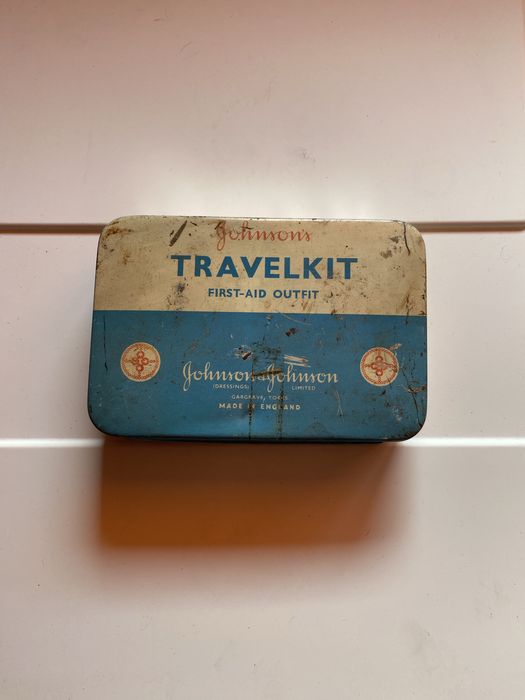 Johnson's
TRAVELKIT
FIRST-AID OUTFIT
Johnson & Johnson
(DRESSINGS) LIMITED
GARGRAVE, YORKS.
MADE IN ENGLAND